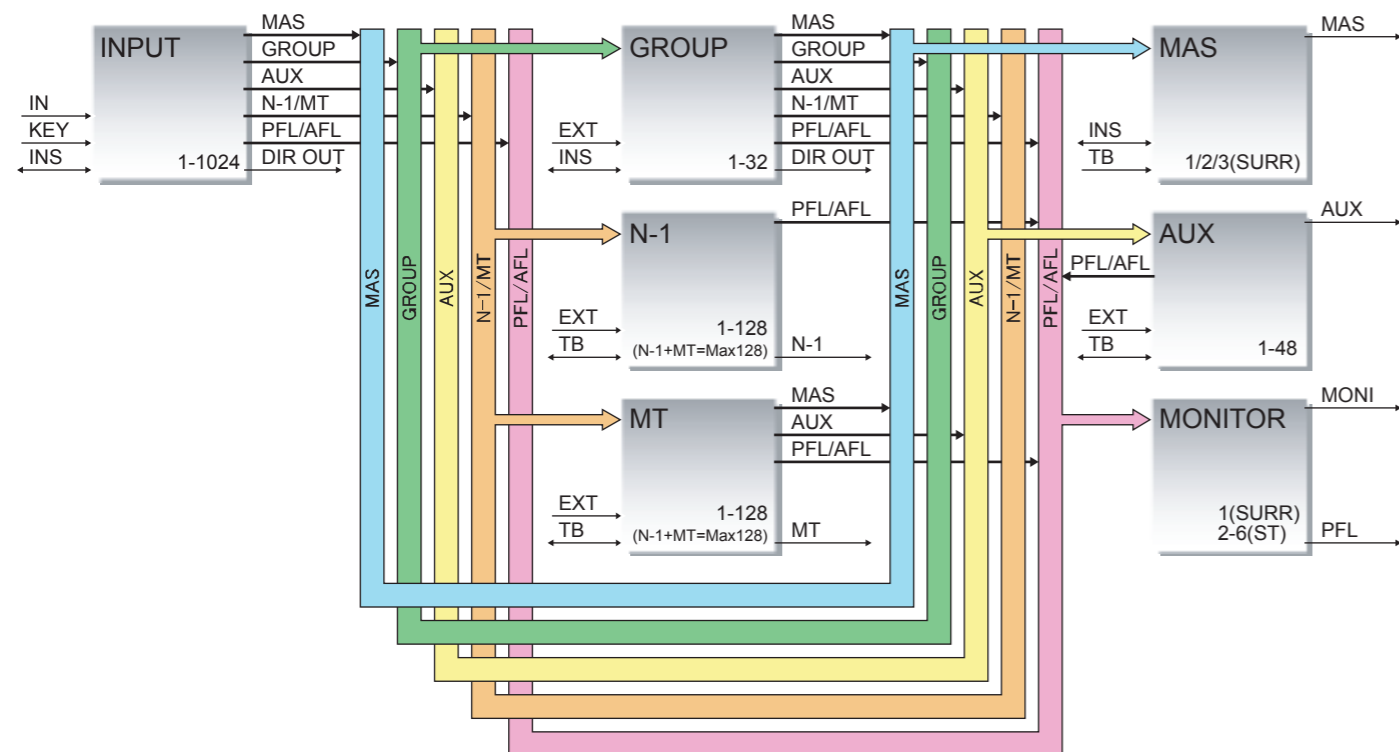 INPUT
IN
KEY
INS
1-1024
MAS
GROUP
AUX
N-1/MT
PFL/AFL
DIR OUT
MAS
GROUP
AUX
N-1/MT
PFL/AFL
GROUP
EXT
INS
1-32
MAS
GROUP
AUX
N-1/MT
PFL/AFL
DIR OUT
N-1
EXT
TB
1-128
(N-1+MT=Max128)
PFL/AFL
N-1
MT
EXT
TB
1-128
(N-1+MT=Max128)
MAS
AUX
PFL/AFL
MT
MAS
GROUP
AUX
N-1/MT
PFL/AFL
MAS
INS
TB
1/2/3(SURR)
MAS
AUX
PFL/AFL
EXT
TB
1-48
AUX
MONITOR
1(SURR)
2-6(ST)
MONI
PFL